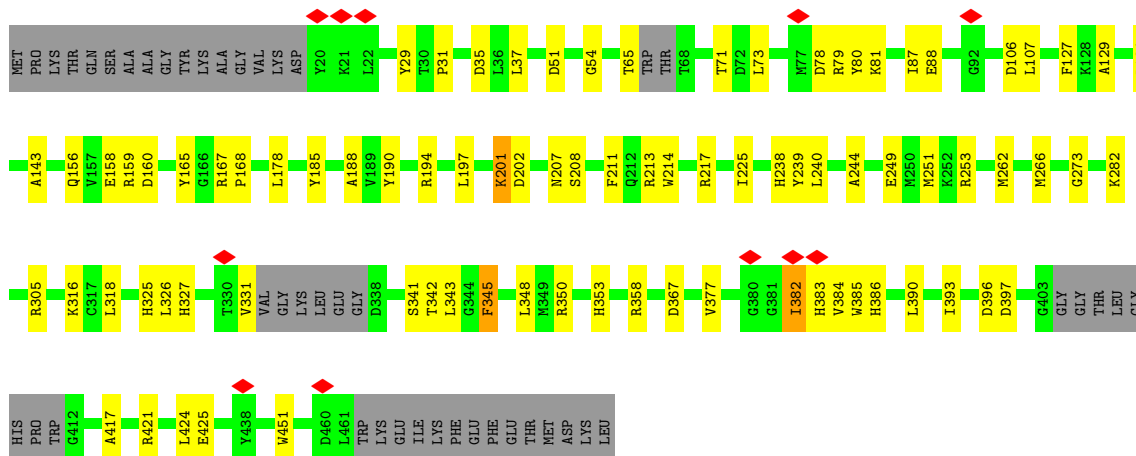 MET PRO LYS THR GLN SER ALA ALA GLY TYR LYS ALA GLY VAL LYS ASP Y20 K21 L22 Y29 T30 P31 D35 L36 L37 D51 G54 T65 TRP THR T68 T71 D72 L73 M77 D78 R79 Y80 K81 I87 E88 G92 D106 L107 F127 K128 A129
A143 Q156 V157 E158 R159 D160 Y165 G166 R167 P168 L178 Y185 A188 V189 Y190 R194 L197 K201 D202 N207 S208 F211 Q212 R213 W214 R217 I225 H238 Y239 L240 A244 E249 M250 M251 K252 R253 M262 M266 G273 K282
R305 K316 C317 L318 H325 L326 H327 T330 V331 VAL GLY LYS LEU GLU GLY D338 S341 T342 L343 G344 F345 L348 M349 R350 H353 R358 D367 V377 G380 G381 I382 H383 V384 W385 H386 L390 I393 D396 D397 G403 GLY GLY THR LEU GLY
HIS PRO TRP G412 A417 R421 L424 E425 Y438 W451 D460 L461 TRP LYS GLU ILE LYS PHE GLU PHE GLU THR MET ASP LYS LEU